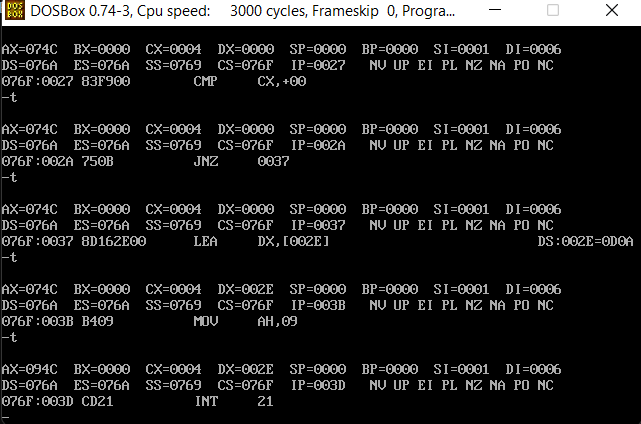 DOS BOX DOSBox 0.74-3, Cpu speed: 3000 cycles, Frameskip 0, Progra...
AX=074C BX=0000 CX=0004 DX=0000 SP=0000 BP=0000 SI=0001 DI=0006
DS=076A ES=076A SS=0769 CS=076F IP=0027 NV UP EI PL NZ NA PO NC
076F:0027 83F900 CMP CX,+00
-t
AX=074C BX=0000 CX=0004 DX=0000 SP=0000 BP=0000 SI=0001 DI=0006
DS=076A ES=076A SS=0769 CS=076F IP=002A NV UP EI PL NZ NA PO NC
076F:002A 750B JNZ 0037
-t
AX=074C BX=0000 CX=0004 DX=0000 SP=0000 BP=0000 SI=0001 DI=0006
DS=076A ES=076A SS=0769 CS=076F IP=0037 NV UP EI PL NZ NA PO NC
076F:0037 8D162E00 LEA DX,[002E] DS:002E=0D0A
-t
AX=074C BX=0000 CX=0004 DX=002E SP=0000 BP=0000 SI=0001 DI=0006
DS=076A ES=076A SS=0769 CS=076F IP=003B NV UP EI PL NZ NA PO NC
076F:003B B409 MOV AH,09
-t
AX=094C BX=0000 CX=0004 DX=002E SP=0000 BP=0000 SI=0001 DI=0006
DS=076A ES=076A SS=0769 CS=076F IP=003D NV UP EI PL NZ NA PO NC
076F:003D CD21 INT 21
-